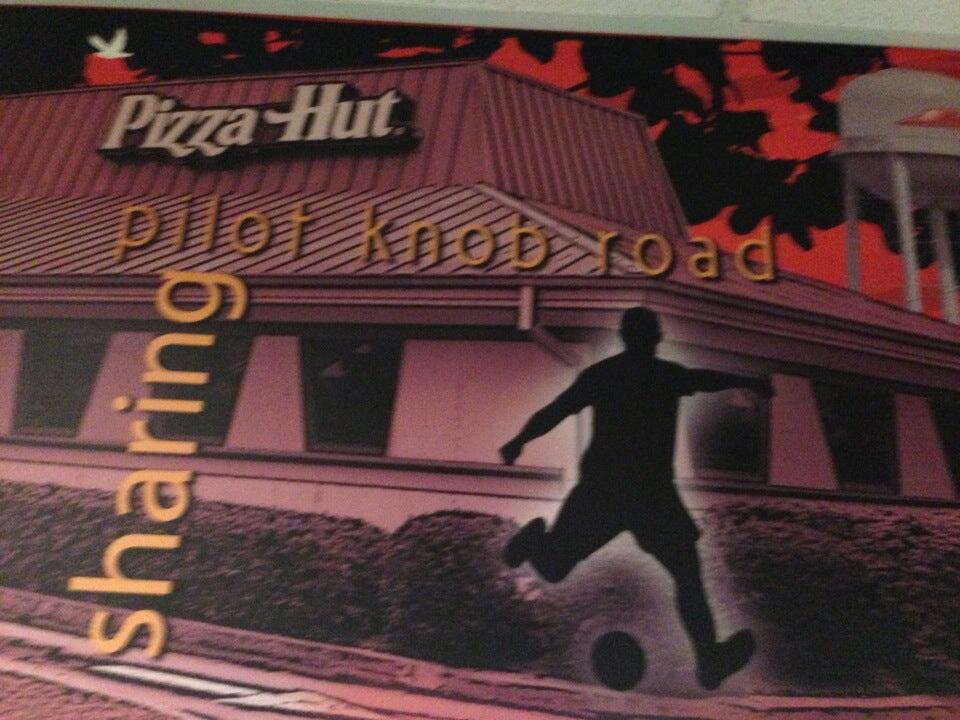 Pizza Hut
pilot knob road
sharing